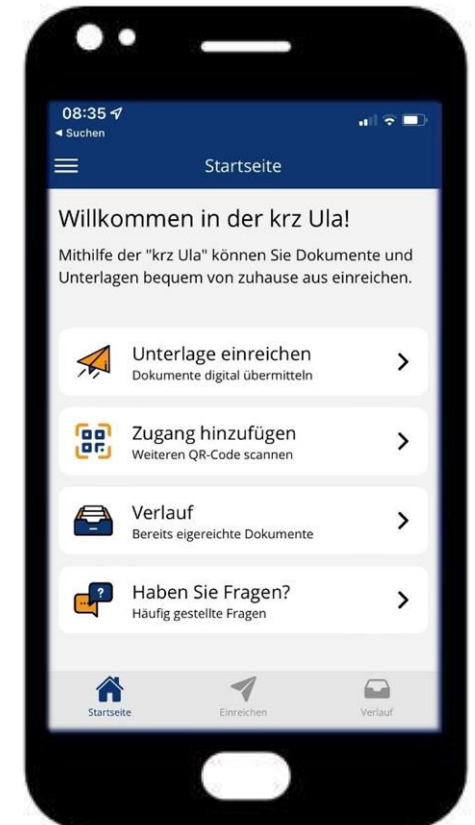 08:35
Suchen
Startseite
Willkommen in der krz Ula!
Mithilfe der "krz Ula" können Sie Dokumente und
Unterlagen bequem von zuhause aus einreichen.
Unterlage einreichen
Dokumente digital übermitteln
Zugang hinzufügen
Weiteren QR-Code scannen
Verlauf
Bereits eigereichte Dokumente
Haben Sie Fragen?
Häufig gestellte Fragen
Startseite
Einreichen
Verlauf